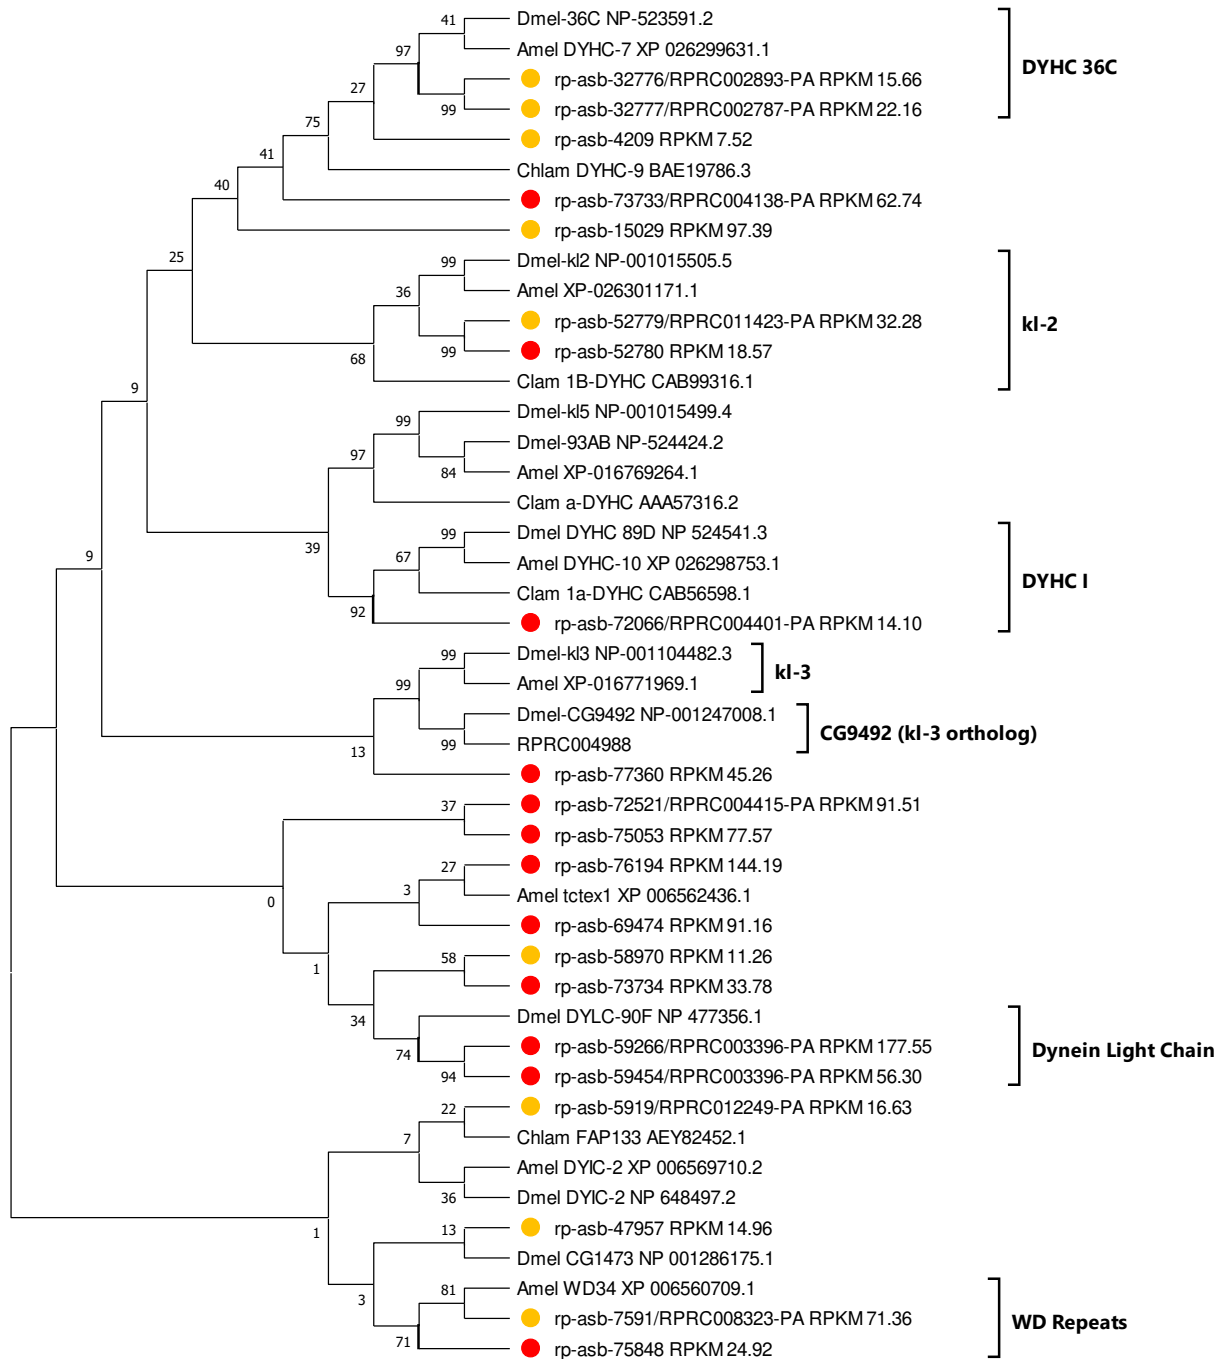 41
Dmel-36C NP-523591.2
97
Amel DYHC-7 XP 026299631.1
DYHC 36C
27
rp-asb-32776/RPRC002893-PA RPKM 15.66
99
rp-asb-32777/RPRC002787-PA RPKM 22.16
75
rp-asb-4209 RPKM 7.52
41
Chlam DYHC-9 BAE19786.3
40
rp-asb-73733/RPRC004138-PA RPKM 62.74
rp-asb-15029 RPKM 97.39
25
99
Dmel-kl2 NP-001015505.5
36
Amel XP-026301171.1
rp-asb-52779/RPRC011423-PA RPKM 32.28
kl-2
68
99
rp-asb-52780 RPKM 18.57
Clam 1B-DYHC CAB99316.1
9
99
Dmel-kl5 NP-001015499.4
97
Dmel-93AB NP-524424.2
84
Amel XP-016769264.1
Clam a-DYHC AAA57316.2
39
99
Dmel DYHC 89D NP 524541.3
9
67
Amel DYHC-10 XP 026298753.1
DYHC I
Clam 1a-DYHC CAB56598.1
92
rp-asb-72066/RPRC004401-PA RPKM 14.10
99
Dmel-kl3 NP-001104482.3
99
Amel XP-016771969.1
kl-3
Dmel-CG9492 NP-001247008.1
13
99
RPRC004988
CG9492 (kl-3 ortholog)
rp-asb-77360 RPKM 45.26
37
rp-asb-72521/RPRC004415-PA RPKM 91.51
rp-asb-75053 RPKM 77.57
27
rp-asb-76194 RPKM 144.19
0
3
Amel tctex1 XP 006562436.1
rp-asb-69474 RPKM 91.16
1
58
rp-asb-58970 RPKM 11.26
rp-asb-73734 RPKM 33.78
34
Dmel DYLC-90F NP 477356.1
74
rp-asb-59266/RPRC003396-PA RPKM 177.55
Dynein Light Chain
94
rp-asb-59454/RPRC003396-PA RPKM 56.30
22
rp-asb-5919/RPRC012249-PA RPKM 16.63
7
Chlam FAP133 AEY82452.1
Amel DYIC-2 XP 006569710.2
36
Dmel DYIC-2 NP 648497.2
1
13
rp-asb-47957 RPKM 14.96
Dmel CG1473 NP 001286175.1
3
81
Amel WD34 XP 006560709.1
rp-asb-7591/RPRC008323-PA RPKM 71.36
WD Repeats
71
rp-asb-75848 RPKM 24.92